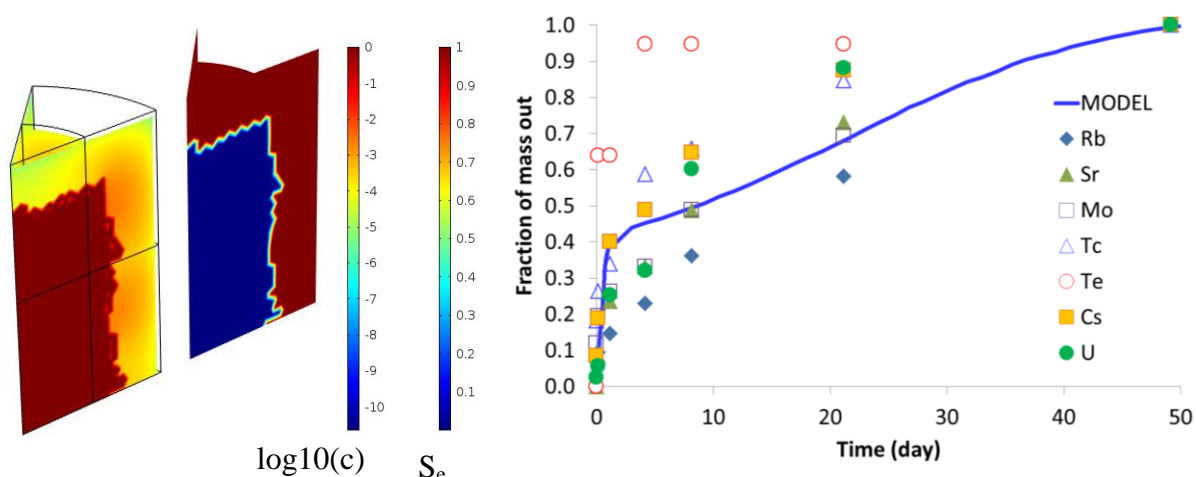 0
-1
-2
-3
-4
-5
-6
-7
-8
-9
-10
log10(c)
1
0.9
0.8
0.7
0.6
0.5
0.4
0.3
0.2
0.1
Se
Fraction of mass out
1.0
0.9
0.8
0.7
0.6
0.5
0.4
0.3
0.2
0.1
0.0
0 10 20 30 40 50
Time (day)
MODEL
Rb
Sr
Mo
Tc
Te
Cs
U